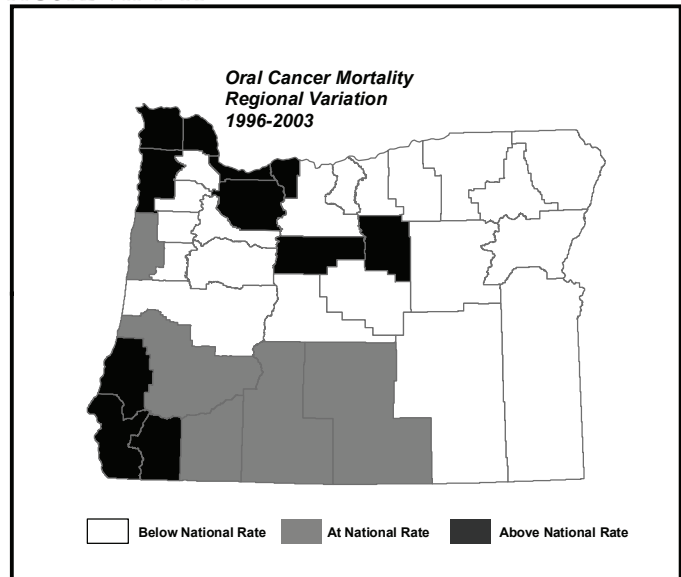 Oral Cancer Mortality
Regional Variation
1996-2003
Below National Rate At National Rate Above National Rate